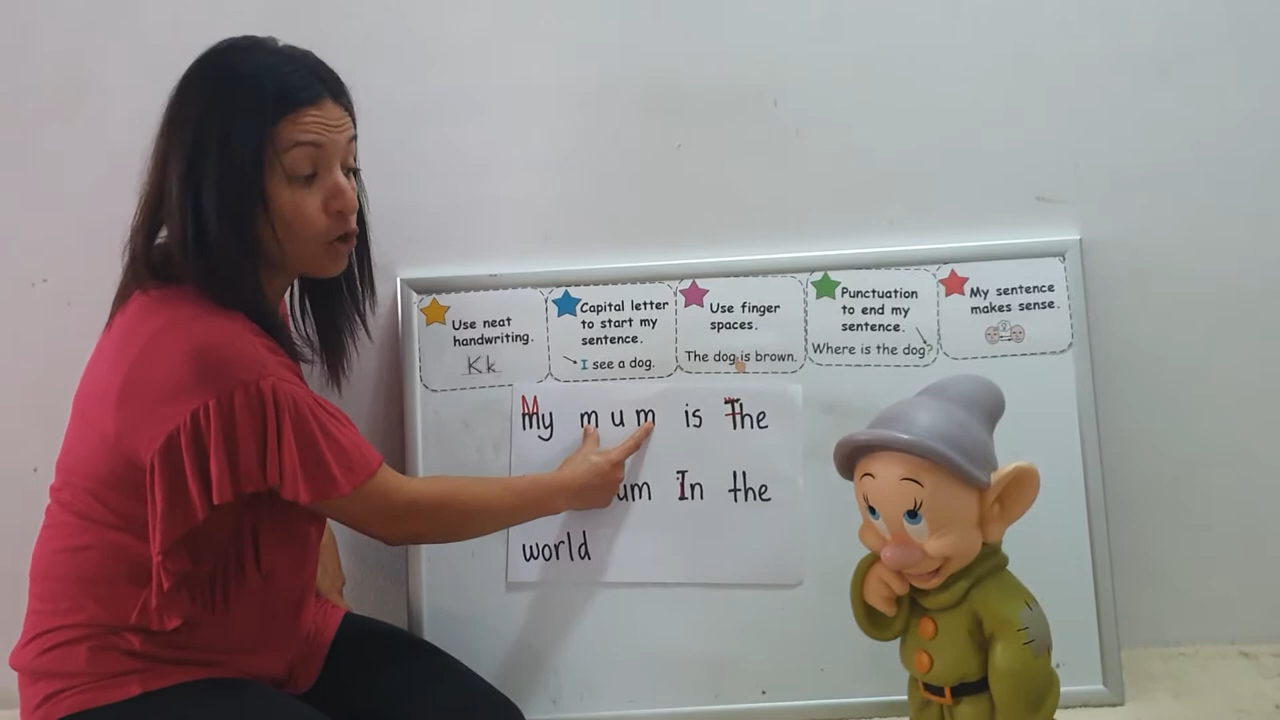 Use neat
handwriting.
Kk
Capital letter
to start my
sentence.
I see a dog.
Use finger
spaces.
The dog is brown.
Punctuation
to end my
sentence.
Where is the dog?
My sentence
makes sense.
My mum is The
um In the
world